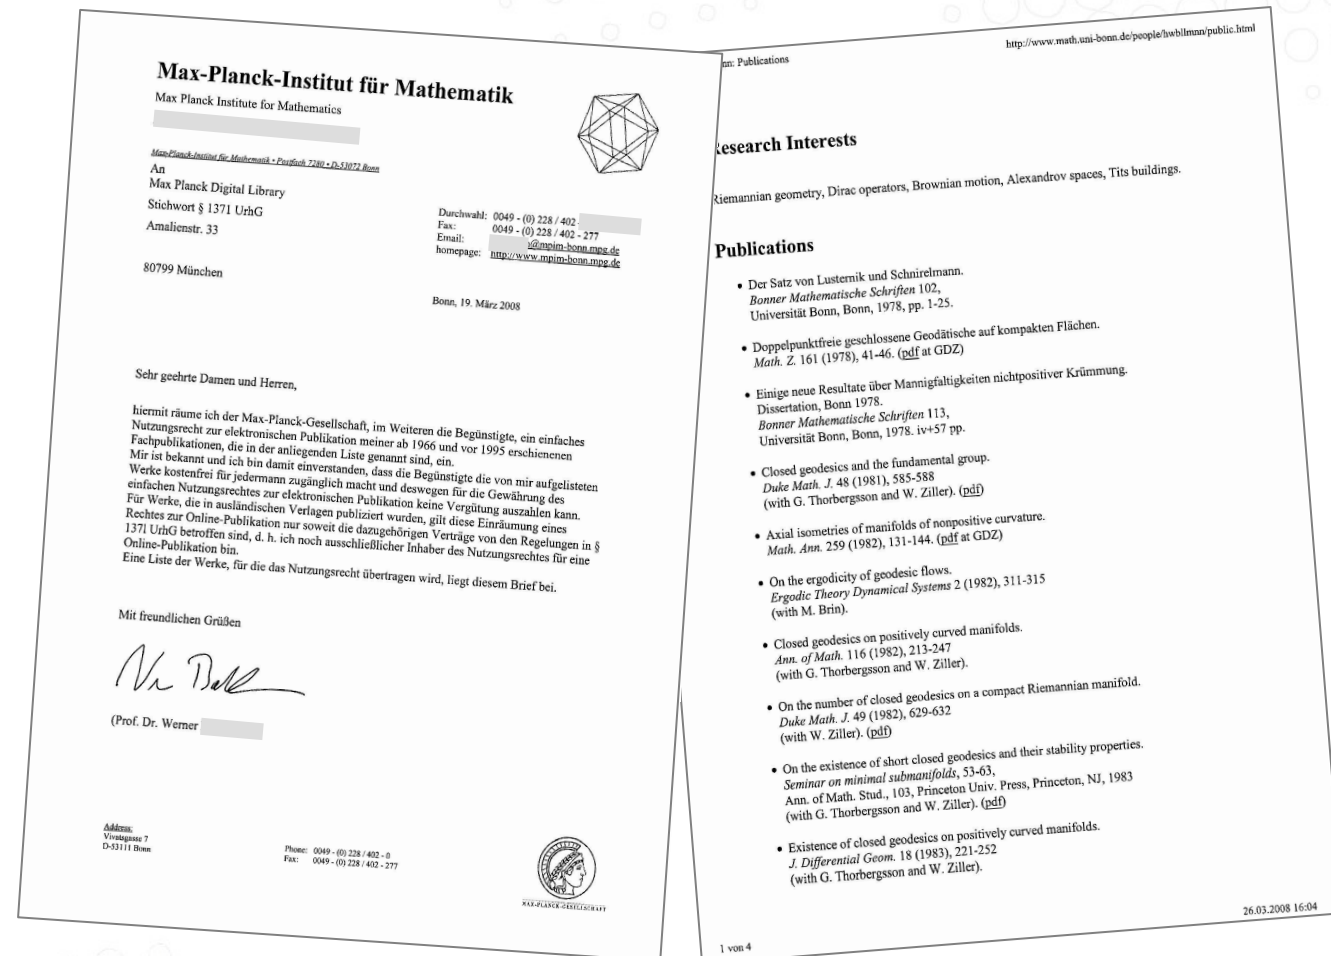 Max-Planck-Institut für Mathematik
Max Planck Institute for Mathematics
Max-Planck-Institut für Mathematik • Postfach 7280 • D-53072 Bonn
An
Max Planck Digital Library
Stichwort § 137l UrhG
Amalienstr. 33
80799 München
Durchwahl: 0049 - (0) 228 / 402 -
Fax: 0049 - (0) 228 / 402 - 277
Email: @mpim-bonn.mpg.de
homepage: http://www.mpim-bonn.mpg.de
Bonn, 19. März 2008
Sehr geehrte Damen und Herren,
hiermit räume ich der Max-Planck-Gesellschaft, im Weiteren die Begünstigte, ein einfaches
Nutzungsrecht zur elektronischen Publikation meiner ab 1966 und vor 1995 erschienenen
Fachpublikationen, die in der anliegenden Liste genannt sind, ein.
Mir ist bekannt und ich bin damit einverstanden, dass die Begünstigte die von mir aufgelisteten
Werke kostenfrei für jedermann zugänglich macht und deswegen für die Gewährung des
einfachen Nutzungsrechtes zur elektronischen Publikation keine Vergütung auszahlen kann.
Für Werke, die in ausländischen Verlagen publiziert wurden, gilt diese Einräumung eines
Rechtes zur Online-Publikation nur soweit die dazugehörigen Verträge von den Regelungen in §
137l UrhG betroffen sind, d. h. ich noch ausschließlicher Inhaber des Nutzungsrechtes für eine
Online-Publikation bin.
Eine Liste der Werke, für die das Nutzungsrecht übertragen wird, liegt diesem Brief bei.
Mit freundlichen Grüßen
(Prof. Dr. Werner
Address:
Vivatsgasse 7
D-53111 Bonn
Phone: 0049 - (0) 228 / 402 - 0
Fax: 0049 - (0) 228 / 402 - 277
MAX-PLANCK-GESELLSCHAFT
nn: Publications
http://www.math.uni-bonn.de/people/hwbllmnn/public.html
Research Interests
Riemannian geometry, Dirac operators, Brownian motion, Alexandrov spaces, Tits buildings.
Publications
• Der Satz von Lusternik und Schnirelmann.
Bonner Mathematische Schriften 102,
Universität Bonn, Bonn, 1978, pp. 1-25.
• Doppelpunktfreie geschlossene Geodätische auf kompakten Flächen.
Math. Z. 161 (1978), 41-46. (pdf at GDZ)
• Einige neue Resultate über Mannigfaltigkeiten nichtpositiver Krümmung.
Dissertation, Bonn 1978.
Bonner Mathematische Schriften 113,
Universität Bonn, Bonn, 1978. iv+57 pp.
• Closed geodesics and the fundamental group.
Duke Math. J. 48 (1981), 585-588
(with G. Thorbergsson and W. Ziller). (pdf)
• Axial isometries of manifolds of nonpositive curvature.
Math. Ann. 259 (1982), 131-144. (pdf at GDZ)
• On the ergodicity of geodesic flows.
Ergodic Theory Dynamical Systems 2 (1982), 311-315
(with M. Brin).
• Closed geodesics on positively curved manifolds.
Ann. of Math. 116 (1982), 213-247
(with G. Thorbergsson and W. Ziller).
• On the number of closed geodesics on a compact Riemannian manifold.
Duke Math. J. 49 (1982), 629-632
(with W. Ziller). (pdf)
• On the existence of short closed geodesics and their stability properties.
Seminar on minimal submanifolds, 53-63,
Ann. of Math. Stud., 103, Princeton Univ. Press, Princeton, NJ, 1983
(with G. Thorbergsson and W. Ziller). (pdf)
• Existence of closed geodesics on positively curved manifolds.
J. Differential Geom. 18 (1983), 221-252
(with G. Thorbergsson and W. Ziller).
1 von 4
26.03.2008 16:04